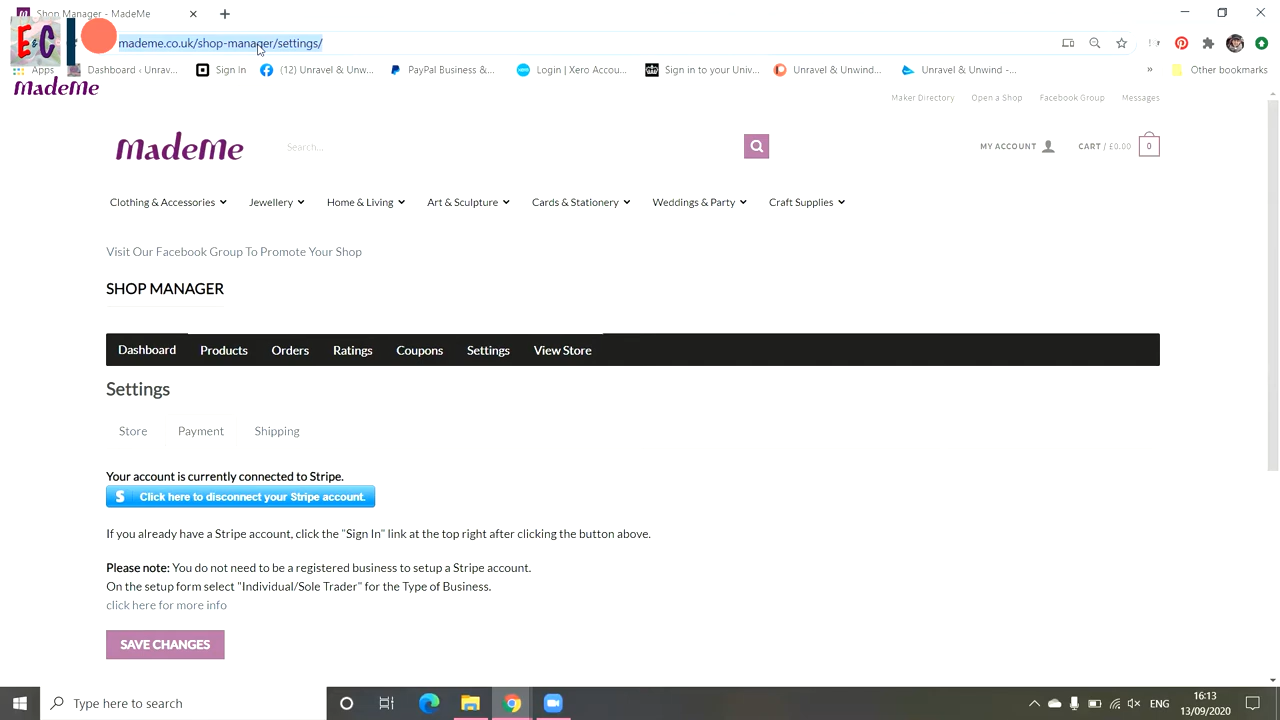 Shop Manager - MadeMe
E&C
mademe.co.uk/shop-manager/settings/
Apps
Dashboard ‹ Unrav...
Sign In
(12) Unravel & Unw...
PayPal Business &...
Login | Xero Accou...
Sign in to your Univ...
Unravel & Unwind...
Unravel & Unwind -...
»
Other bookmarks
MadeMe
Maker Directory
Open a Shop
Facebook Group
Messages
MadeMe
Search...
MY ACCOUNT
CART / £0.00
0
Clothing & Accessories
Jewellery
Home & Living
Art & Sculpture
Cards & Stationery
Weddings & Party
Craft Supplies
Visit Our Facebook Group To Promote Your Shop
SHOP MANAGER
Dashboard
Products
Orders
Ratings
Coupons
Settings
View Store
Settings
Store
Payment
Shipping
Your account is currently connected to Stripe.
S Click here to disconnect your Stripe account.
If you already have a Stripe account, click the "Sign In" link at the top right after clicking the button above.
Please note: You do not need to be a registered business to setup a Stripe account.
On the setup form select "Individual/Sole Trader" for the Type of Business.
click here for more info
SAVE CHANGES
Type here to search
ENG
16:13
13/09/2020